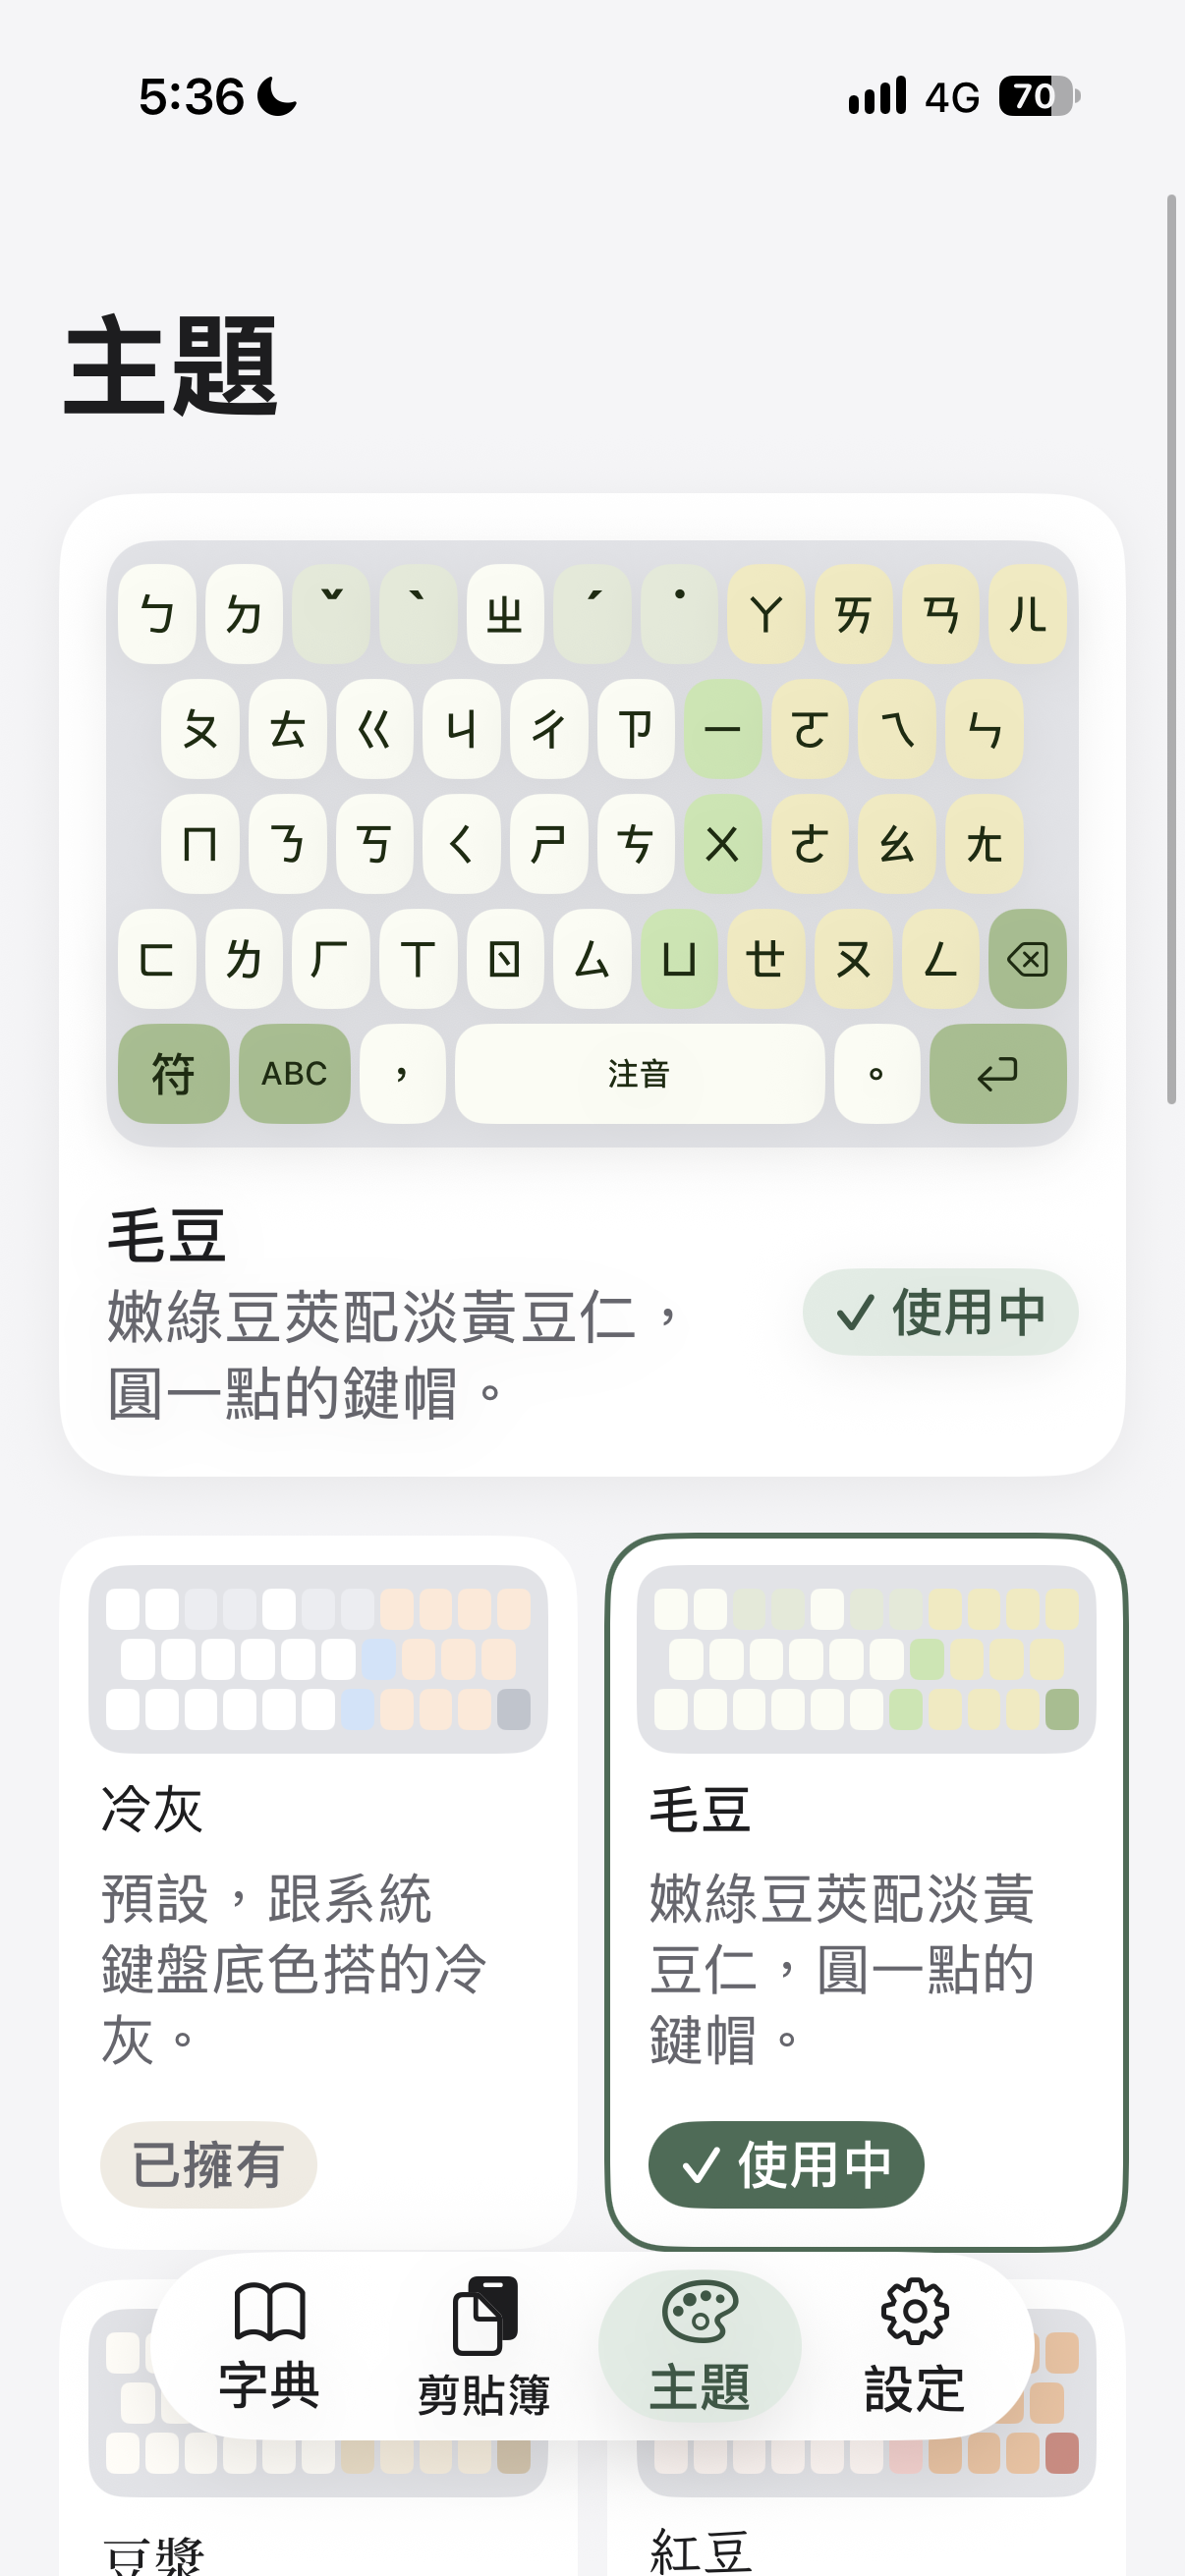 5:36 4G 70
主題
ㄅ ㄉ ˇ ˋ ㄓ ˊ ˙ ㄚ ㄞ ㄢ ㄦ
ㄆ ㄊ ㄍ ㄐ ㄔ ㄗ ㄧ ㄛ ㄟ ㄣ
ㄇ ㄋ ㄎ ㄑ ㄕ ㄘ ㄨ ㄜ ㄠ ㄤ
ㄈ ㄌ ㄏ ㄒ ㄖ ㄙ ㄩ ㄝ ㄡ ㄥ
符 ABC ， 注音 。
毛豆
嫩綠豆莢配淡黃豆仁，
圓一點的鍵帽。
✓ 使用中
冷灰
預設，跟系統
鍵盤底色搭的冷
灰。
已擁有
毛豆
嫩綠豆莢配淡黃
豆仁，圓一點的
鍵帽。
✓ 使用中
豆漿
紅豆
字典
剪貼簿
主題
設定